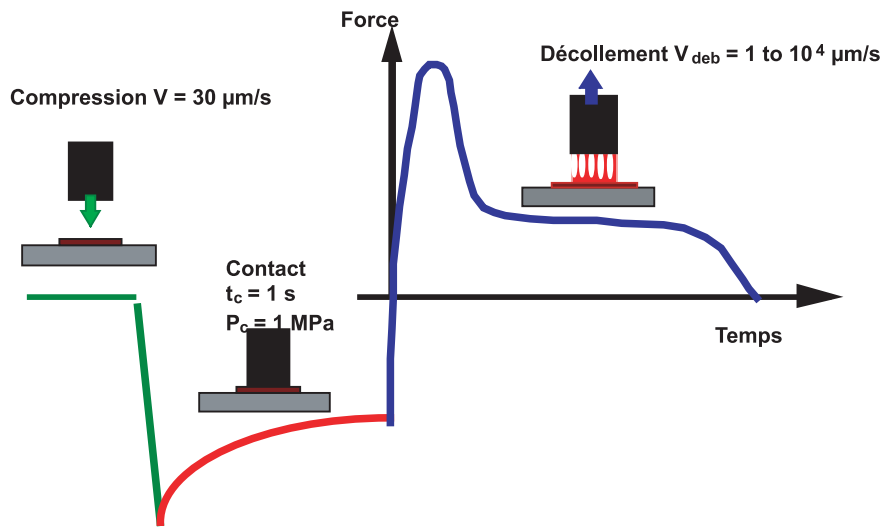 Force
Décollement V deb = 1 to 10 4 µm/s
Compression V = 30 µm/s
Contact
tc = 1 s
Pc = 1 MPa
Temps